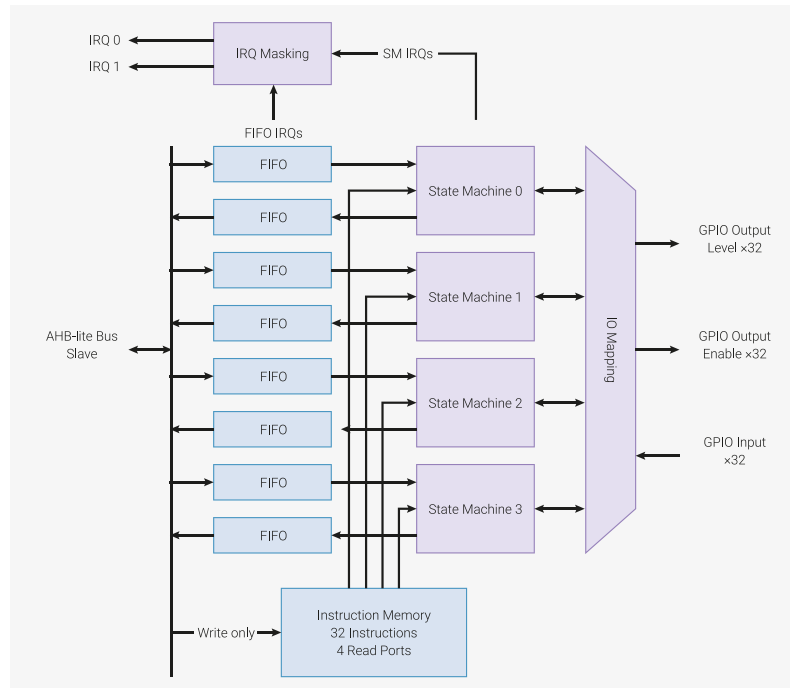 IRQ 0
IRQ 1
IRQ Masking
SM IRQs
FIFO IRQs
FIFO
FIFO
FIFO
FIFO
FIFO
FIFO
FIFO
FIFO
State Machine 0
State Machine 1
State Machine 2
State Machine 3
AHB-lite Bus
Slave
IO Mapping
GPIO Output
Level ×32
GPIO Output
Enable ×32
GPIO Input
×32
Write only
Instruction Memory
32 Instructions
4 Read Ports